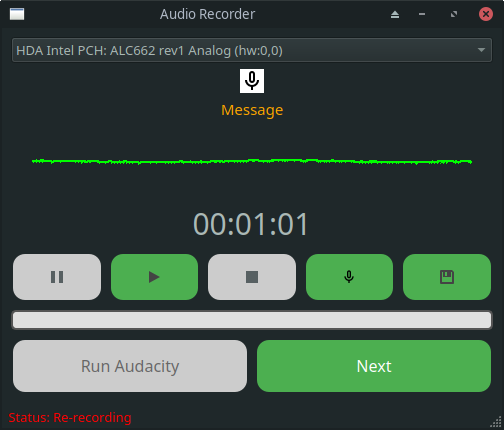 Audio Recorder
HDA Intel PCH: ALC662 rev1 Analog (hw:0,0)
Message
00:01:01
Run Audacity
Next
Status: Re-recording